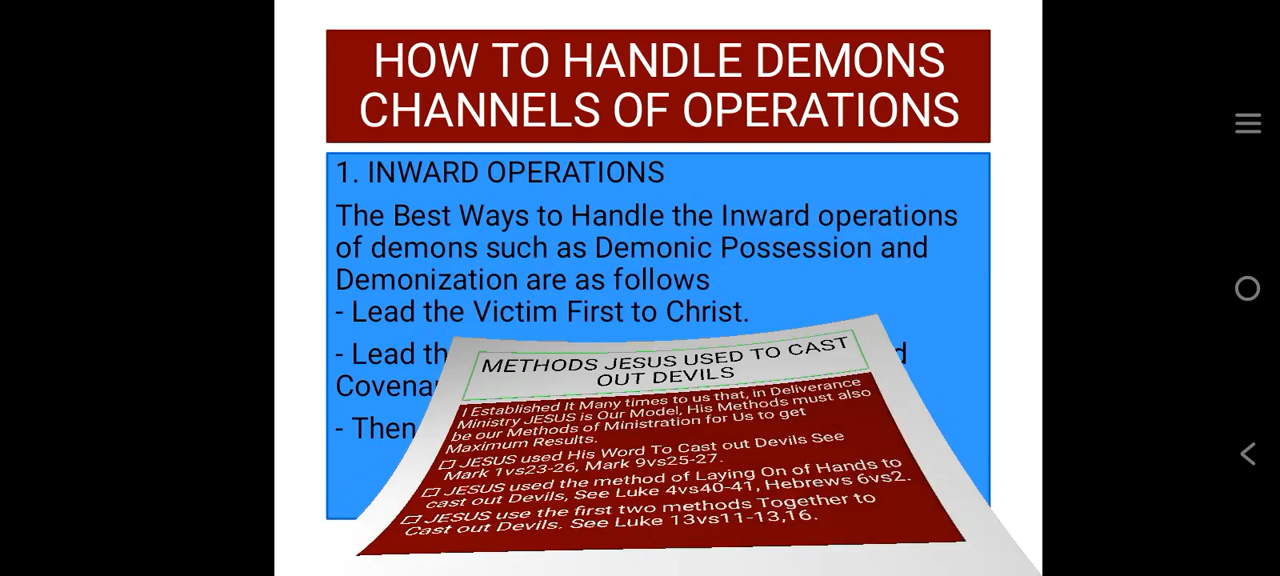 HOW TO HANDLE DEMONS
CHANNELS OF OPERATIONS
1. INWARD OPERATIONS
The Best Ways to Handle the Inward operations
of demons such as Demonic Possession and
Demonization are as follows
- Lead the Victim First to Christ.
- Lead
- Then
METHODS JESUS USED TO CAST
OUT DEVILS
I Established It Many times to us that, in Deliverance
Ministry JESUS is Our Model, His Methods must also
be our Methods of Ministration for Us to get
Maximum Results.
☐ JESUS used His Word To Cast out Devils See
Mark 1vs23-26, Mark 9vs25-27.
☐ JESUS used the method of Laying On of Hands to
cast out Devils, See Luke 4vs40-41, Hebrews 6vs2.
☐ JESUS use the first two methods Together to
Cast out Devils. See Luke 13vs11-13,16.